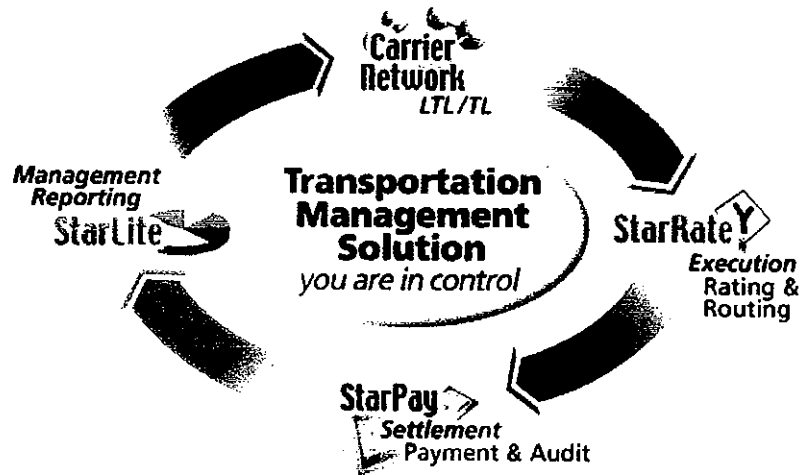 Carrier
Network
LTL/TL
Management
Reporting
StarLite
Transportation
Management
Solution
you are in control
StarRate
Execution
Rating &
Routing
StarPay
Settlement
Payment & Audit